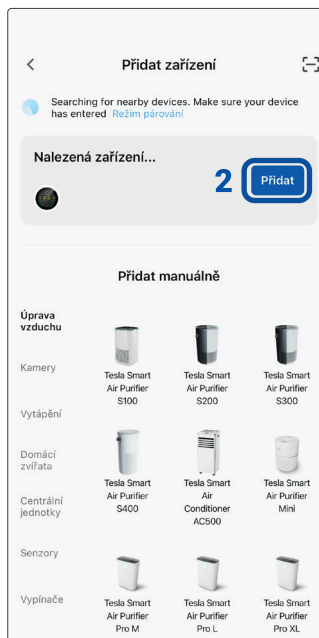 Přidat zařízení
Searching for nearby devices. Make sure your device
has entered Režim párování
Nalezená zařízení...
2
Přidat
Přidat manuálně
Úprava
vzduchu
Tesla Smart
Air Purifier
S100
Tesla Smart
Air Purifier
S200
Tesla Smart
Air Purifier
S300
Kamery
Vytápění
Domácí
zvířata
Tesla Smart
Air Purifier
S400
Tesla Smart
Air
Conditioner
AC500
Tesla Smart
Air Purifier
Mini
Centrální
jednotky
Senzory
Vypínače
Tesla Smart
Air Purifier
Pro M
Tesla Smart
Air Purifier
Pro L
Tesla Smart
Air Purifier
Pro XL